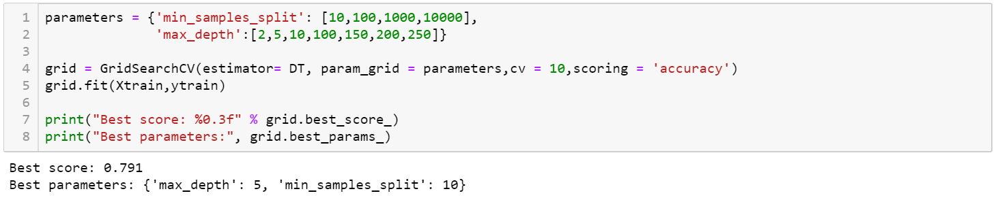 1 parameters = {'min_samples_split': [10,100,1000,10000],
2               'max_depth':[2,5,10,100,150,200,250]}
3
4 grid = GridSearchCV(estimator= DT, param_grid = parameters,cv = 10,scoring = 'accuracy')
5 grid.fit(Xtrain,ytrain)
6
7 print("Best score: %0.3f" % grid.best_score_)
8 print("Best parameters:", grid.best_params_)
Best score: 0.791
Best parameters: {'max_depth': 5, 'min_samples_split': 10}